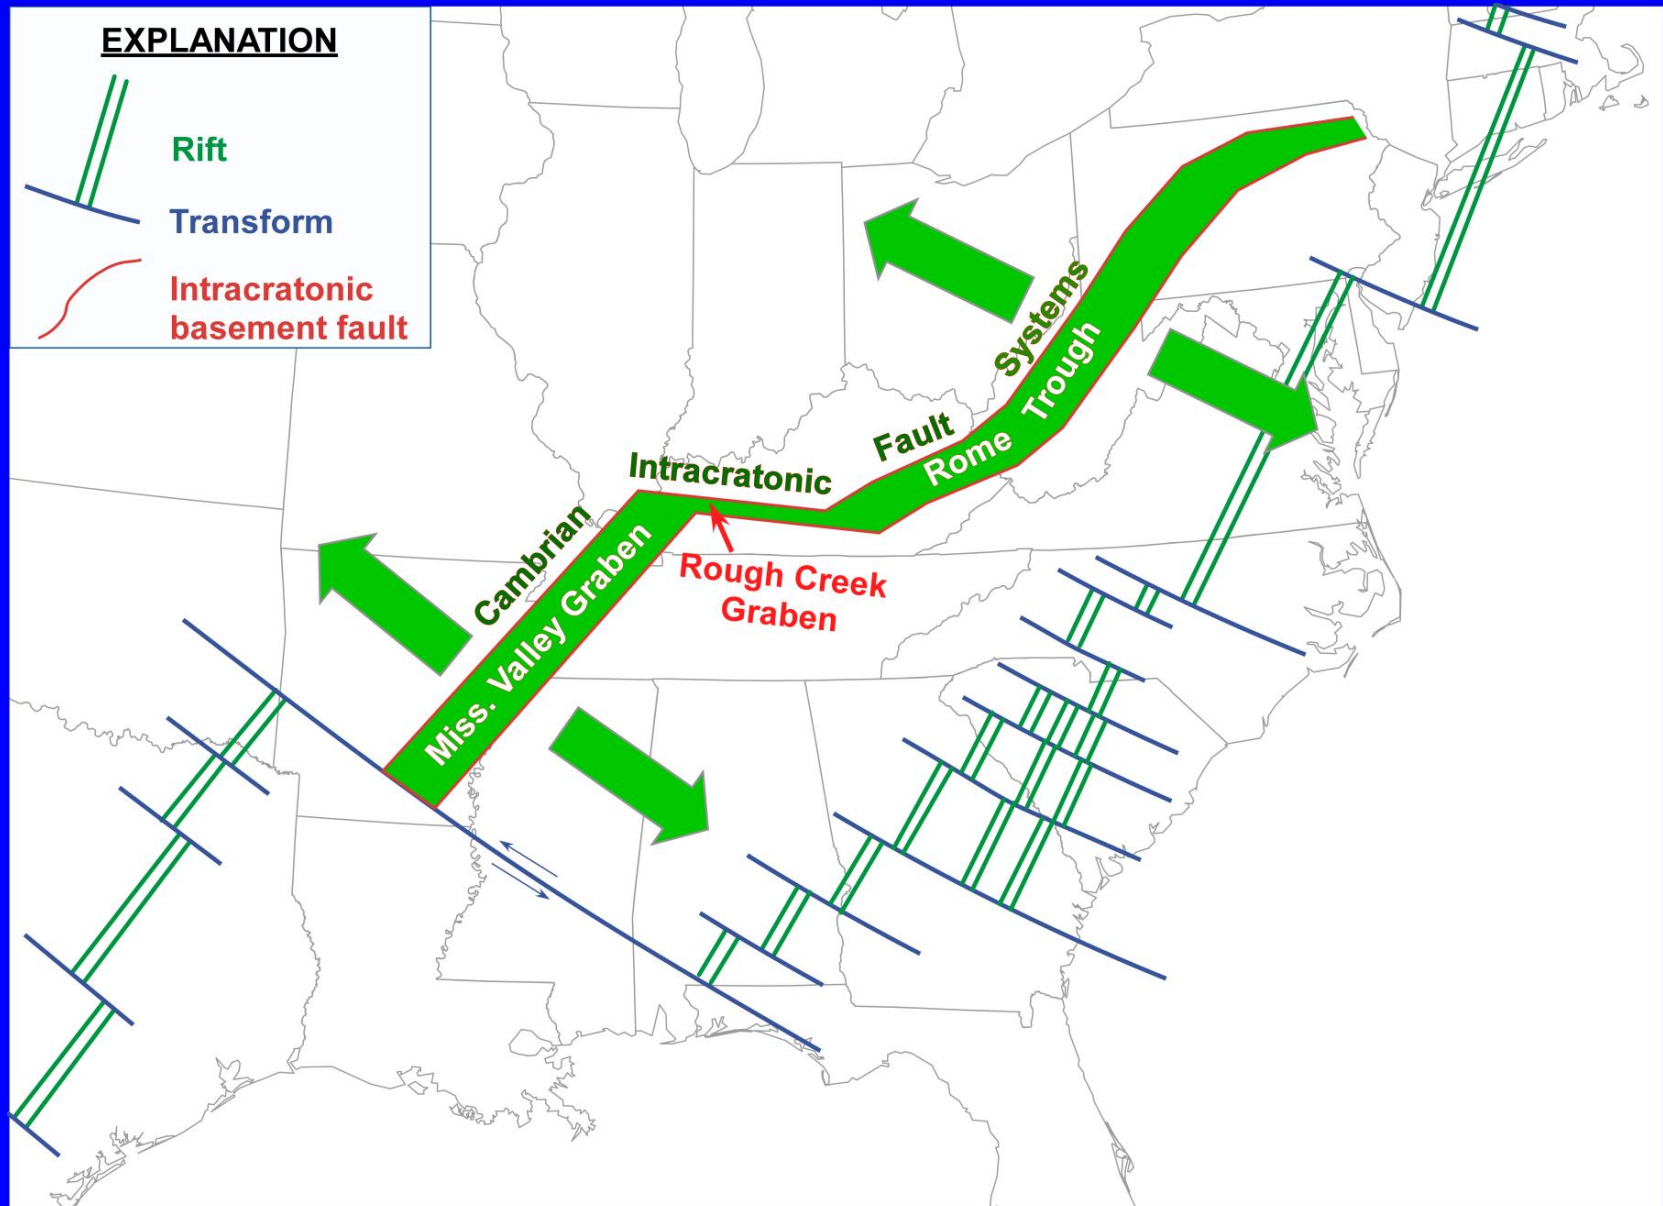 EXPLANATION
Rift
Transform
Intracratonic
basement fault
Cambrian
Intracratonic
Fault
Systems
Miss. Valley Graben
Rome Trough
Rough Creek
Graben